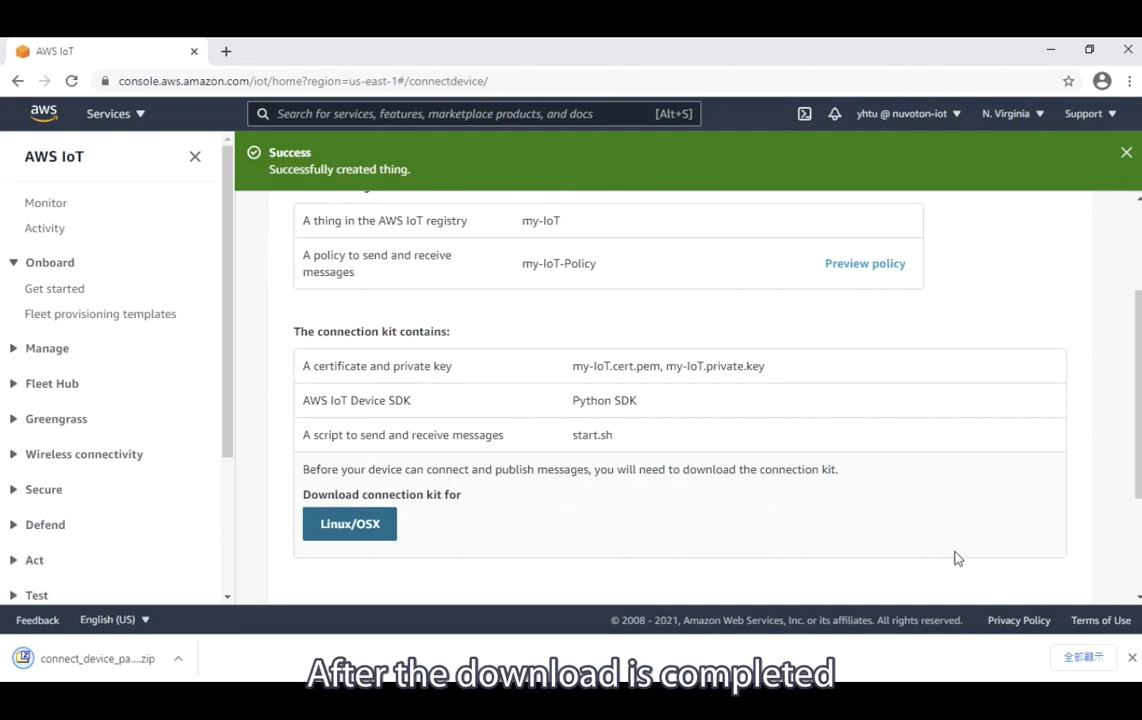 AWS IoT
console.aws.amazon.com/iot/home?region=us-east-1#/connectdevice/
aws
Services
Search for services, features, marketplace products, and docs
[Alt+S]
yhtu @ nuvoton-iot
N. Virginia
Support
AWS IoT
Monitor
Activity
Onboard
Get started
Fleet provisioning templates
Manage
Fleet Hub
Greengrass
Wireless connectivity
Secure
Defend
Act
Test
Success
Successfully created thing.
A thing in the AWS IoT registry
my-IoT
A policy to send and receive
messages
my-IoT-Policy
Preview policy
The connection kit contains:
A certificate and private key
my-IoT.cert.pem, my-IoT.private.key
AWS IoT Device SDK
Python SDK
A script to send and receive messages
start.sh
Before your device can connect and publish messages, you will need to download the connection kit.
Download connection kit for
Linux/OSX
Feedback
English (US)
© 2008 - 2021, Amazon Web Services, Inc. or its affiliates. All rights reserved.
Privacy Policy
Terms of Use
connect_device_pa....zip
全部顯示
After the download is completed